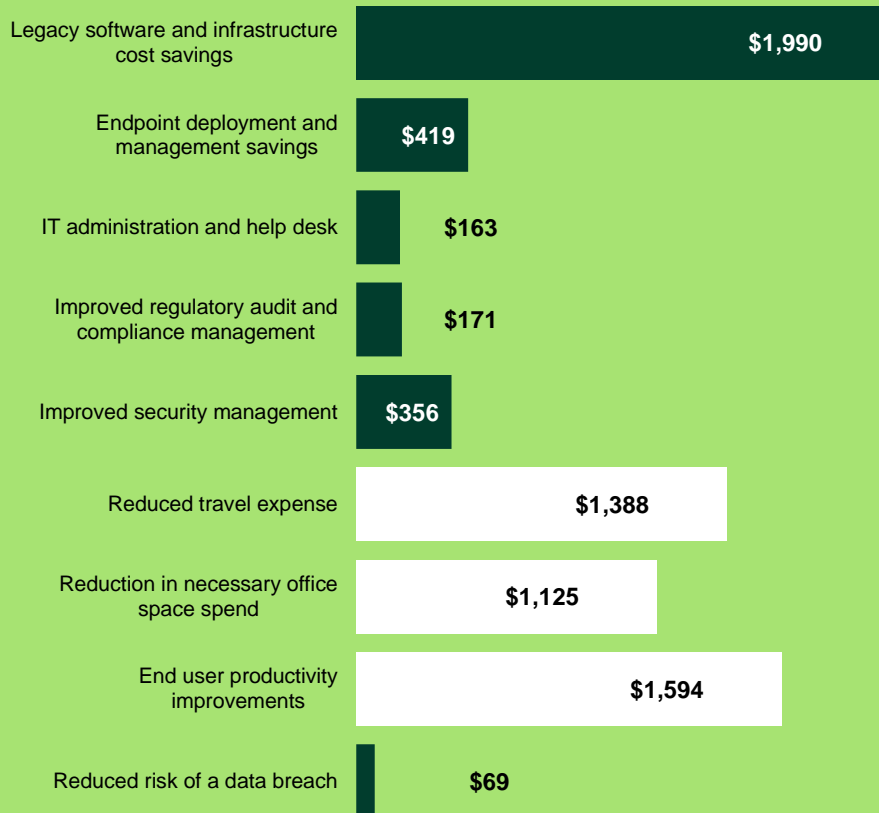 Legacy software and infrastructure
cost savings
$1,990
Endpoint deployment and
management savings
$419
IT administration and help desk
$163
Improved regulatory audit and
compliance management
$171
Improved security management
$356
Reduced travel expense
$1,388
Reduction in necessary office
space spend
$1,125
End user productivity
improvements
$1,594
Reduced risk of a data breach
$69